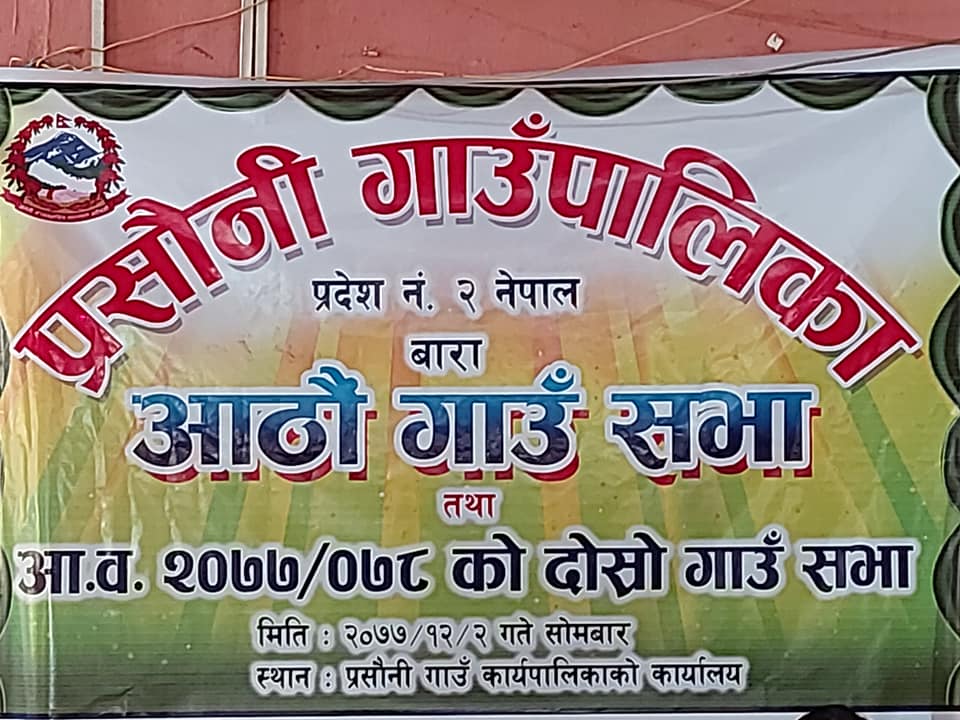 प्रसौनी गाउँपालिका
प्रदेश नं. २ नेपाल
बारा
आठौं गाउँ सभा
तथा
आ.व. २०७७/०७८ को दोस्रो गाउँ सभा
मिति : २०७७/१२/२ गते सोमबार
स्थान : प्रसौनी गाउँ कार्यपालिकाको कार्यालय